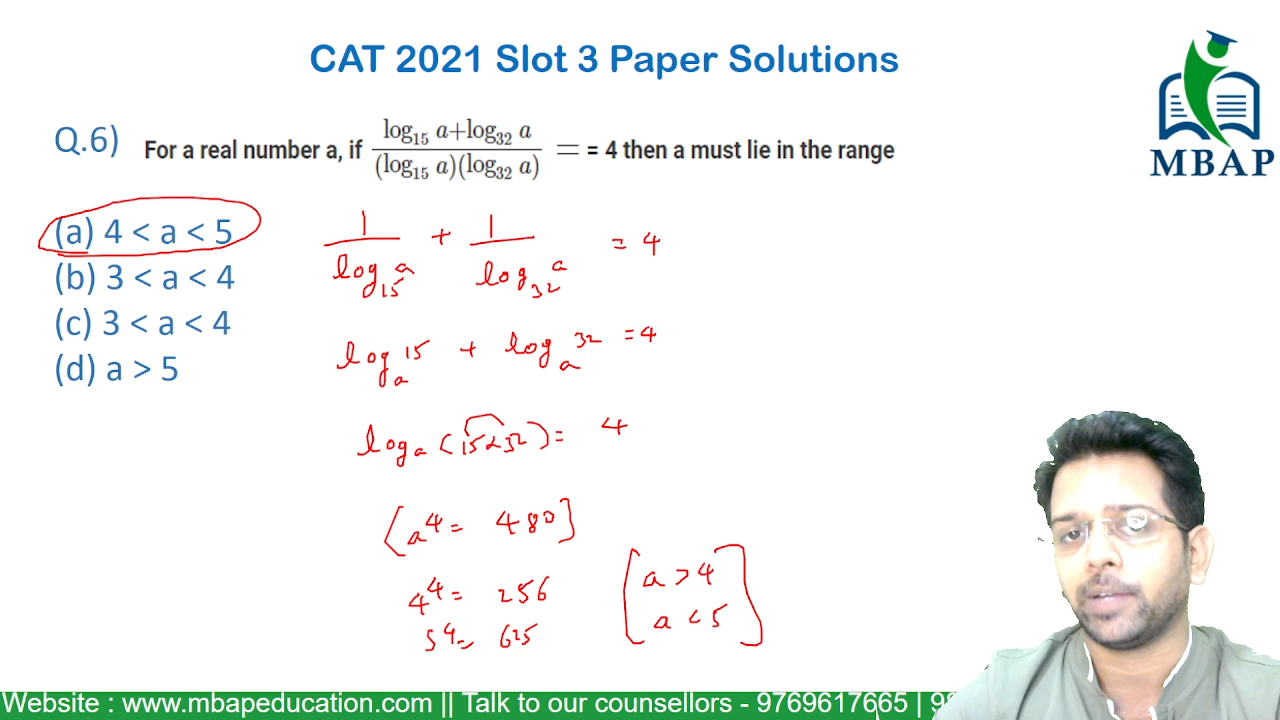 CAT 2021 Slot 3 Paper Solutions
MBAP
Q.6) For a real number a, if (log₁₅ a+log₃₂ a)/((log₁₅ a)(log₃₂ a)) = = 4 then a must lie in the range
(a) 4 < a < 5
(b) 3 < a < 4
(c) 3 < a < 4
(d) a > 5
1/log₁₅ a + 1/log₃₂ a = 4
logₐ 15 + logₐ 32 = 4
logₐ (15×32) = 4
[a⁴ = 480]
4⁴ = 256
5⁴ = 625
[a > 4
a < 5]
Website : www.mbapeducation.com || Talk to our counsellors - 9769617665 | 9